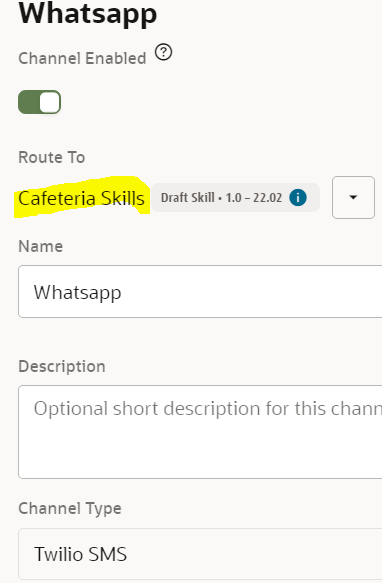 Whatsapp
Channel Enabled ?
Route To
Cafeteria Skills Draft Skill • 1.0 - 22.02 i
Name
Whatsapp
Description
Optional short description for this chann
Channel Type
Twilio SMS